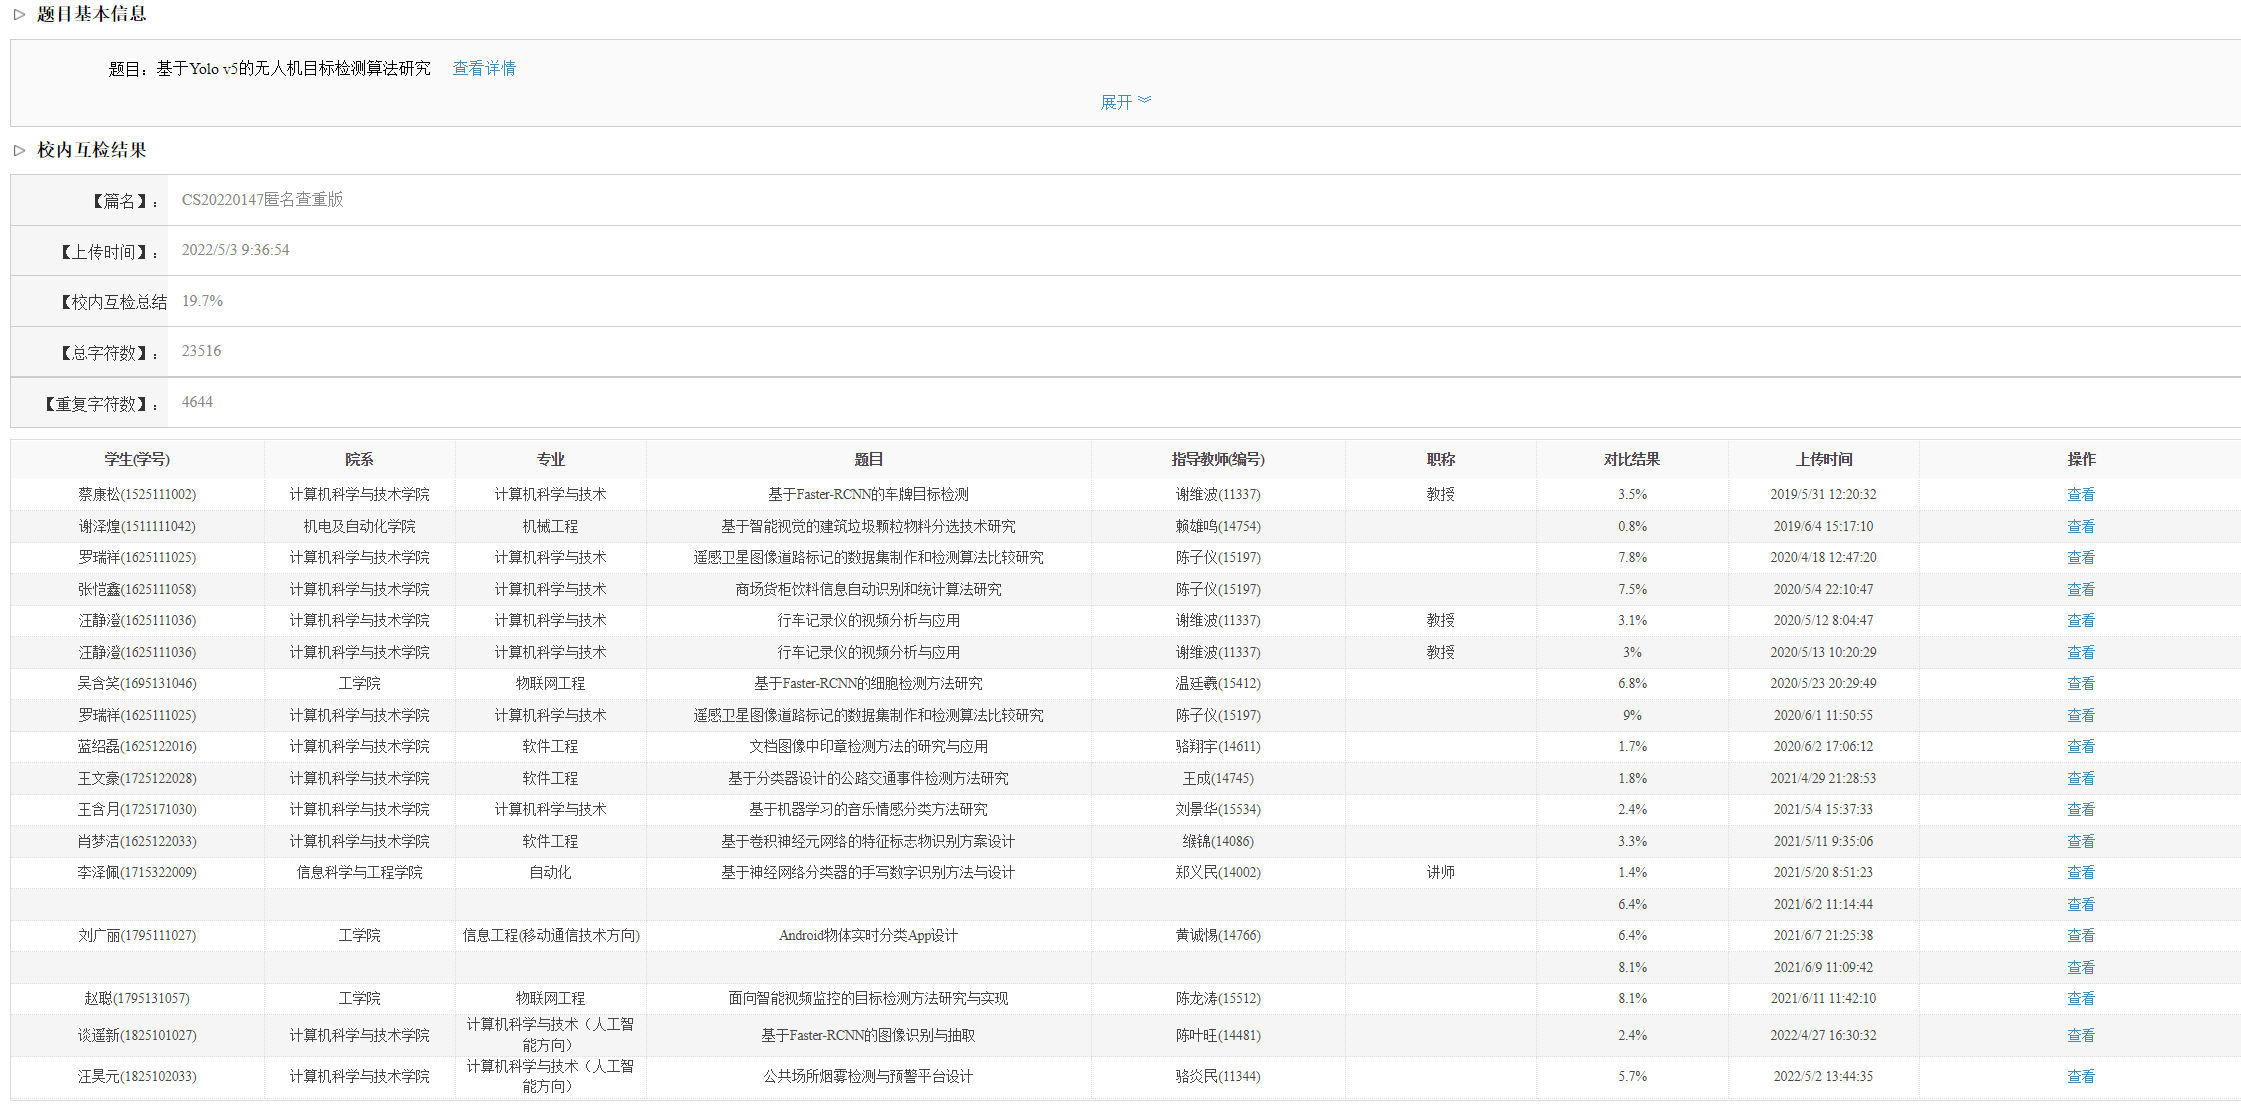 题目基本信息
题目：基于Yolo v5的无人机目标检测算法研究 查看详情
展开
校内互检结果
【篇名】： CS20220147匿名查重版
【上传时间】： 2022/5/3 9:36:54
【校内互检总结 19.7%
【总字符数】： 23516
【重复字符数】： 4644
学生(学号) 院系 专业 题目 指导教师(编号) 职称 对比结果 上传时间 操作
蔡康松(1525111002) 计算机科学与技术学院 计算机科学与技术 基于Faster-RCNN的车牌目标检测 谢维波(11337) 教授 3.5% 2019/5/31 12:20:32 查看
谢泽煌(1511111042) 机电及自动化学院 机械工程 基于智能视觉的建筑垃圾颗粒物料分选技术研究 赖雄鸣(14754) 0.8% 2019/6/4 15:17:10 查看
罗瑞祥(1625111025) 计算机科学与技术学院 计算机科学与技术 遥感卫星图像道路标记的数据集制作和检测算法比较研究 陈子仪(15197) 7.8% 2020/4/18 12:47:20 查看
张恺鑫(1625111058) 计算机科学与技术学院 计算机科学与技术 商场货柜饮料信息自动识别和统计算法研究 陈子仪(15197) 7.5% 2020/5/4 22:10:47 查看
汪静澄(1625111036) 计算机科学与技术学院 计算机科学与技术 行车记录仪的视频分析与应用 谢维波(11337) 教授 3.1% 2020/5/12 8:04:47 查看
汪静澄(1625111036) 计算机科学与技术学院 计算机科学与技术 行车记录仪的视频分析与应用 谢维波(11337) 教授 3% 2020/5/13 10:20:29 查看
吴含笑(1695131046) 工学院 物联网工程 基于Faster-RCNN的细胞检测方法研究 温廷羲(15412) 6.8% 2020/5/23 20:29:49 查看
罗瑞祥(1625111025) 计算机科学与技术学院 计算机科学与技术 遥感卫星图像道路标记的数据集制作和检测算法比较研究 陈子仪(15197) 9% 2020/6/1 11:50:55 查看
蓝绍磊(1625122016) 计算机科学与技术学院 软件工程 文档图像中印章检测方法的研究与应用 骆翔宇(14611) 1.7% 2020/6/2 17:06:12 查看
王文豪(1725122028) 计算机科学与技术学院 软件工程 基于分类器设计的公路交通事件检测方法研究 王成(14745) 1.8% 2021/4/29 21:28:53 查看
王含月(1725171030) 计算机科学与技术学院 计算机科学与技术 基于机器学习的音乐情感分类方法研究 刘景华(15534) 2.4% 2021/5/4 15:37:33 查看
肖梦洁(1625122033) 计算机科学与技术学院 软件工程 基于卷积神经元网络的特征标志物识别方案设计 缑锦(14086) 3.3% 2021/5/11 9:35:06 查看
李泽佩(1715322009) 信息科学与工程学院 自动化 基于神经网络分类器的手写数字识别方法与设计 郑义民(14002) 讲师 1.4% 2021/5/20 8:51:23 查看
6.4% 2021/6/2 11:14:44 查看
刘广丽(1795111027) 工学院 信息工程(移动通信技术方向) Android物体实时分类App设计 黄诚惕(14766) 6.4% 2021/6/7 21:25:38 查看
8.1% 2021/6/9 11:09:42 查看
赵聪(1795131057) 工学院 物联网工程 面向智能视频监控的目标检测方法研究与实现 陈龙涛(15512) 8.1% 2021/6/11 11:42:10 查看
谈遥新(1825101027) 计算机科学与技术学院 计算机科学与技术（人工智能方向） 基于Faster-RCNN的图像识别与抽取 陈叶旺(14481) 2.4% 2022/4/27 16:30:32 查看
汪昊元(1825102033) 计算机科学与技术学院 计算机科学与技术（人工智能方向） 公共场所烟雾检测与预警平台设计 骆炎民(11344) 5.7% 2022/5/2 13:44:35 查看